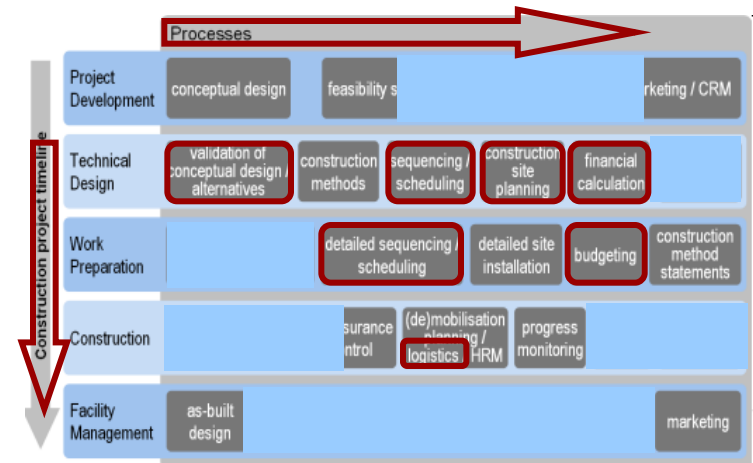 Processes
Construction project timeline
Project
Development
conceptual design
feasibility s
rketing / CRM
Technical
Design
validation of
conceptual design /
alternatives
construction
methods
sequencing /
scheduling
construction
site
planning
financial
calculation
Work
Preparation
detailed sequencing /
scheduling
detailed site
installation
budgeting
construction
method
statements
Construction
surance
ntrol
(de)mobilisation
planning /
logistics HRM
progress
monitoring
Facility
Management
as-built
design
marketing